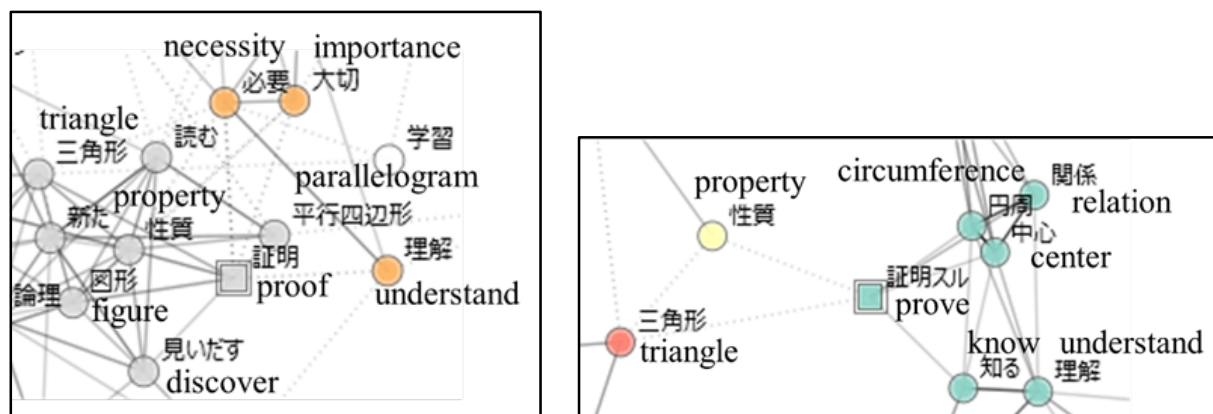 necessity importance
必要 大切
triangle
三角形
読む
学習
property
parallelogram
新た
性質
平行四辺形
証明
理解
論理
図形
proof
understand
figure
見いだす
discover
property
性質
circumference
関係
円周
relation
中心
center
証明スル
prove
三角形
triangle
know understand
知る 理解